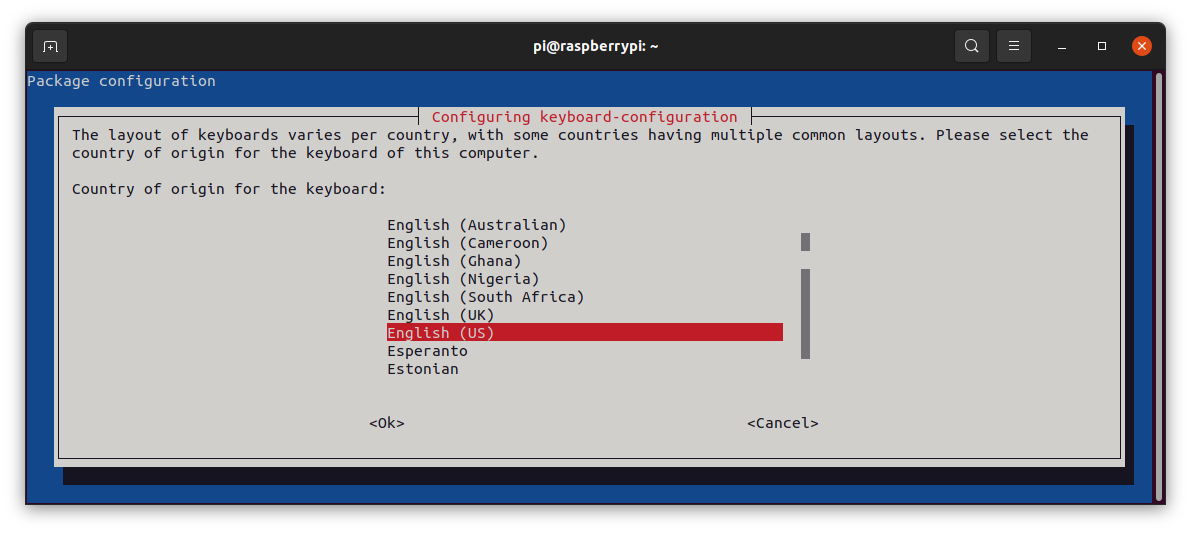 pi@raspberrypi: ~
Package configuration
Configuring keyboard-configuration
The layout of keyboards varies per country, with some countries having multiple common layouts. Please select the
country of origin for the keyboard of this computer.
Country of origin for the keyboard:
English (Australian)
English (Cameroon)
English (Ghana)
English (Nigeria)
English (South Africa)
English (UK)
English (US)
Esperanto
Estonian
<Ok> <Cancel>